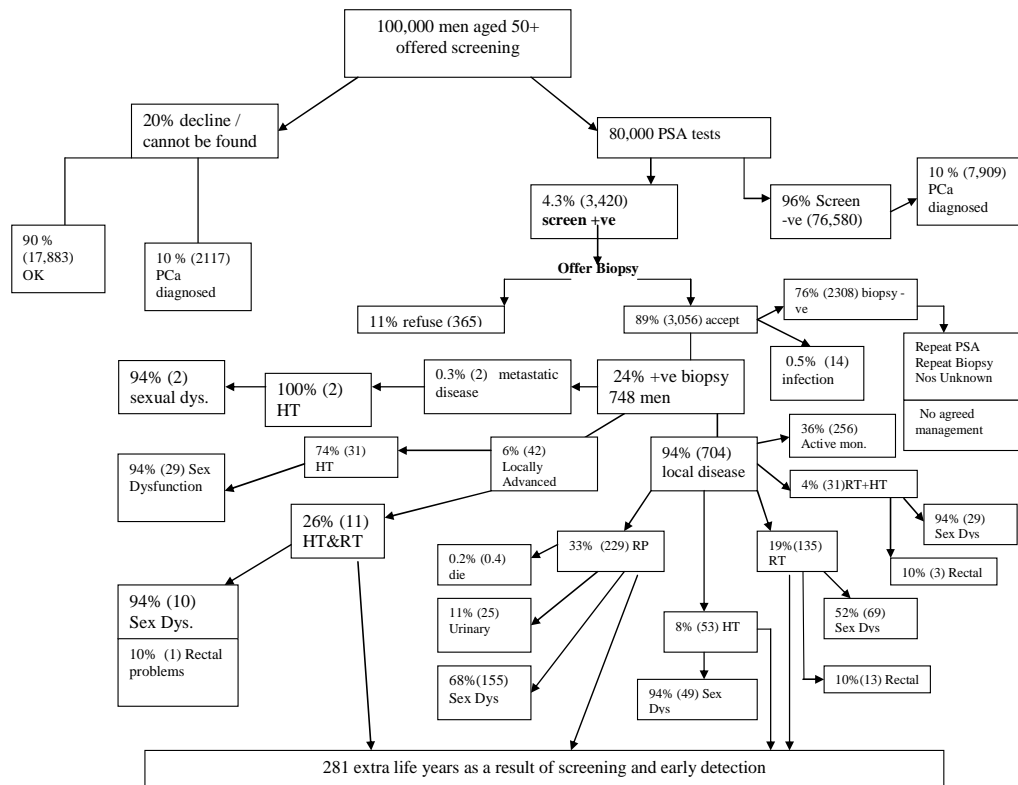 100,000 men aged 50+
offered screening
20% decline /
cannot be found
80,000 PSA tests
90 %
(17,883)
OK
10 % (2117)
PCa
diagnosed
4.3% (3,420)
screen +ve
96% Screen
-ve (76,580)
10 % (7,909)
PCa
diagnosed
Offer Biopsy
11% refuse (365)
89% (3,056) accept
76% (2308) biopsy -
ve
0.5% (14)
infection
Repeat PSA
Repeat Biopsy
Nos Unknown
No agreed
management
94% (2)
sexual dys.
100% (2)
HT
0.3% (2) metastatic
disease
24% +ve biopsy
748 men
94% (29) Sex
Dysfunction
74% (31)
HT
6% (42)
Locally
Advanced
94% (704)
local disease
36% (256)
Active mon.
4% (31)RT+HT
94% (29)
Sex Dys
10% (3) Rectal
26% (11)
HT&RT
94% (10)
Sex Dys.
10% (1) Rectal
problems
0.2% (0.4)
die
33% (229) RP
19%(135)
RT
11% (25)
Urinary
68%(155)
Sex Dys
8% (53) HT
94% (49) Sex
Dys
52% (69)
Sex Dys
10%(13) Rectal
281 extra life years as a result of screening and early detection